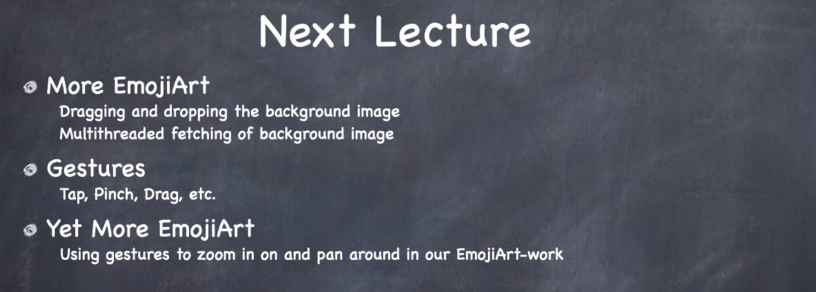 Next Lecture
More EmojiArt
Dragging and dropping the background image
Multithreaded fetching of background image
Gestures
Tap, Pinch, Drag, etc.
Yet More EmojiArt
Using gestures to zoom in on and pan around in our EmojiArt-work